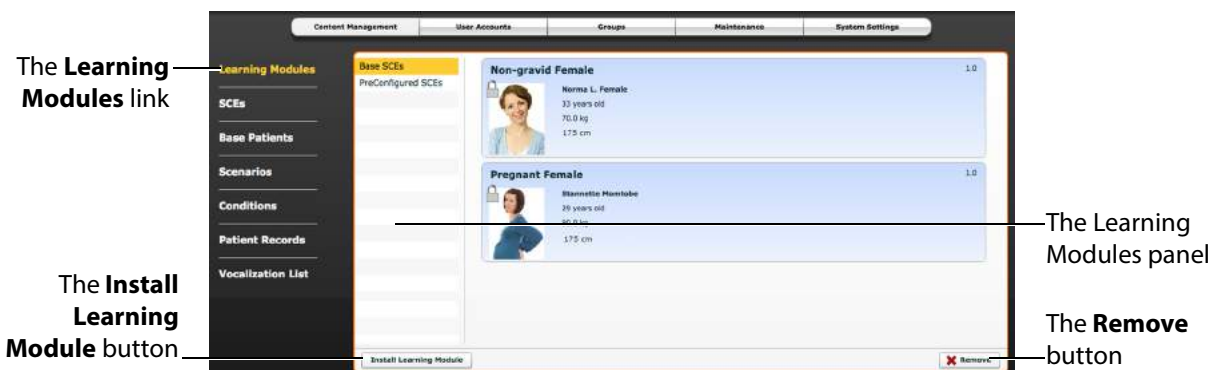 Content Management User Accounts Groups Maintenance System Settings
The Learning
Modules link
Learning Modules
SCEs
Base Patients
Scenarios
Conditions
Patient Records
Vocalization List
Base SCEs
PreConfigured SCEs
Non-gravid Female 1.0
Norma L. Female
33 years old
70.0 kg
175 cm
Pregnant Female 1.0
Stannette Momtobe
29 years old
175 cm
The Learning
Modules panel
The Install
Learning
Module button
Install Learning Module
Remove
The Remove
button